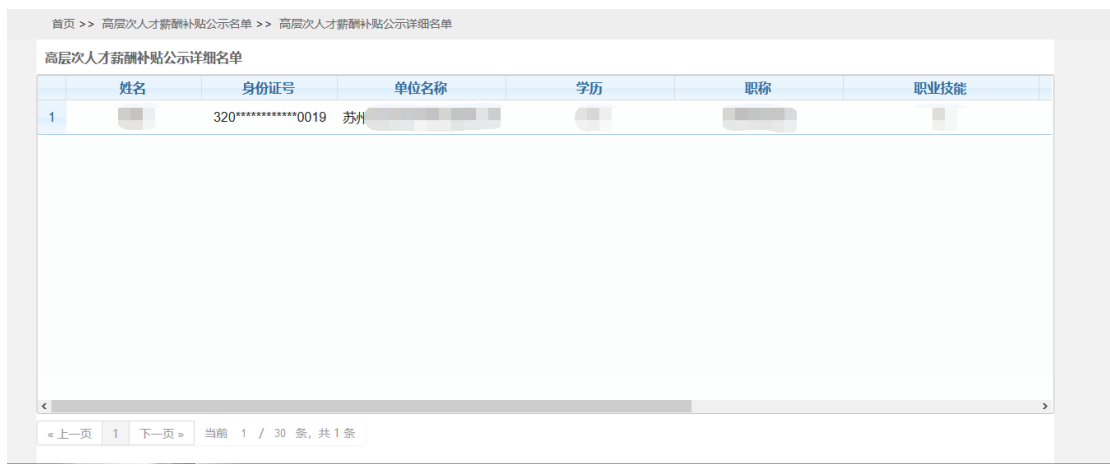 首页 >> 高层次人才薪酬补贴公示名单 >> 高层次人才薪酬补贴公示详细名单
高层次人才薪酬补贴公示详细名单
姓名 身份证号 单位名称 学历 职称 职业技能
1 320************0019 苏州
« 上一页 1 下一页 » 当前 1 / 30 条, 共 1 条